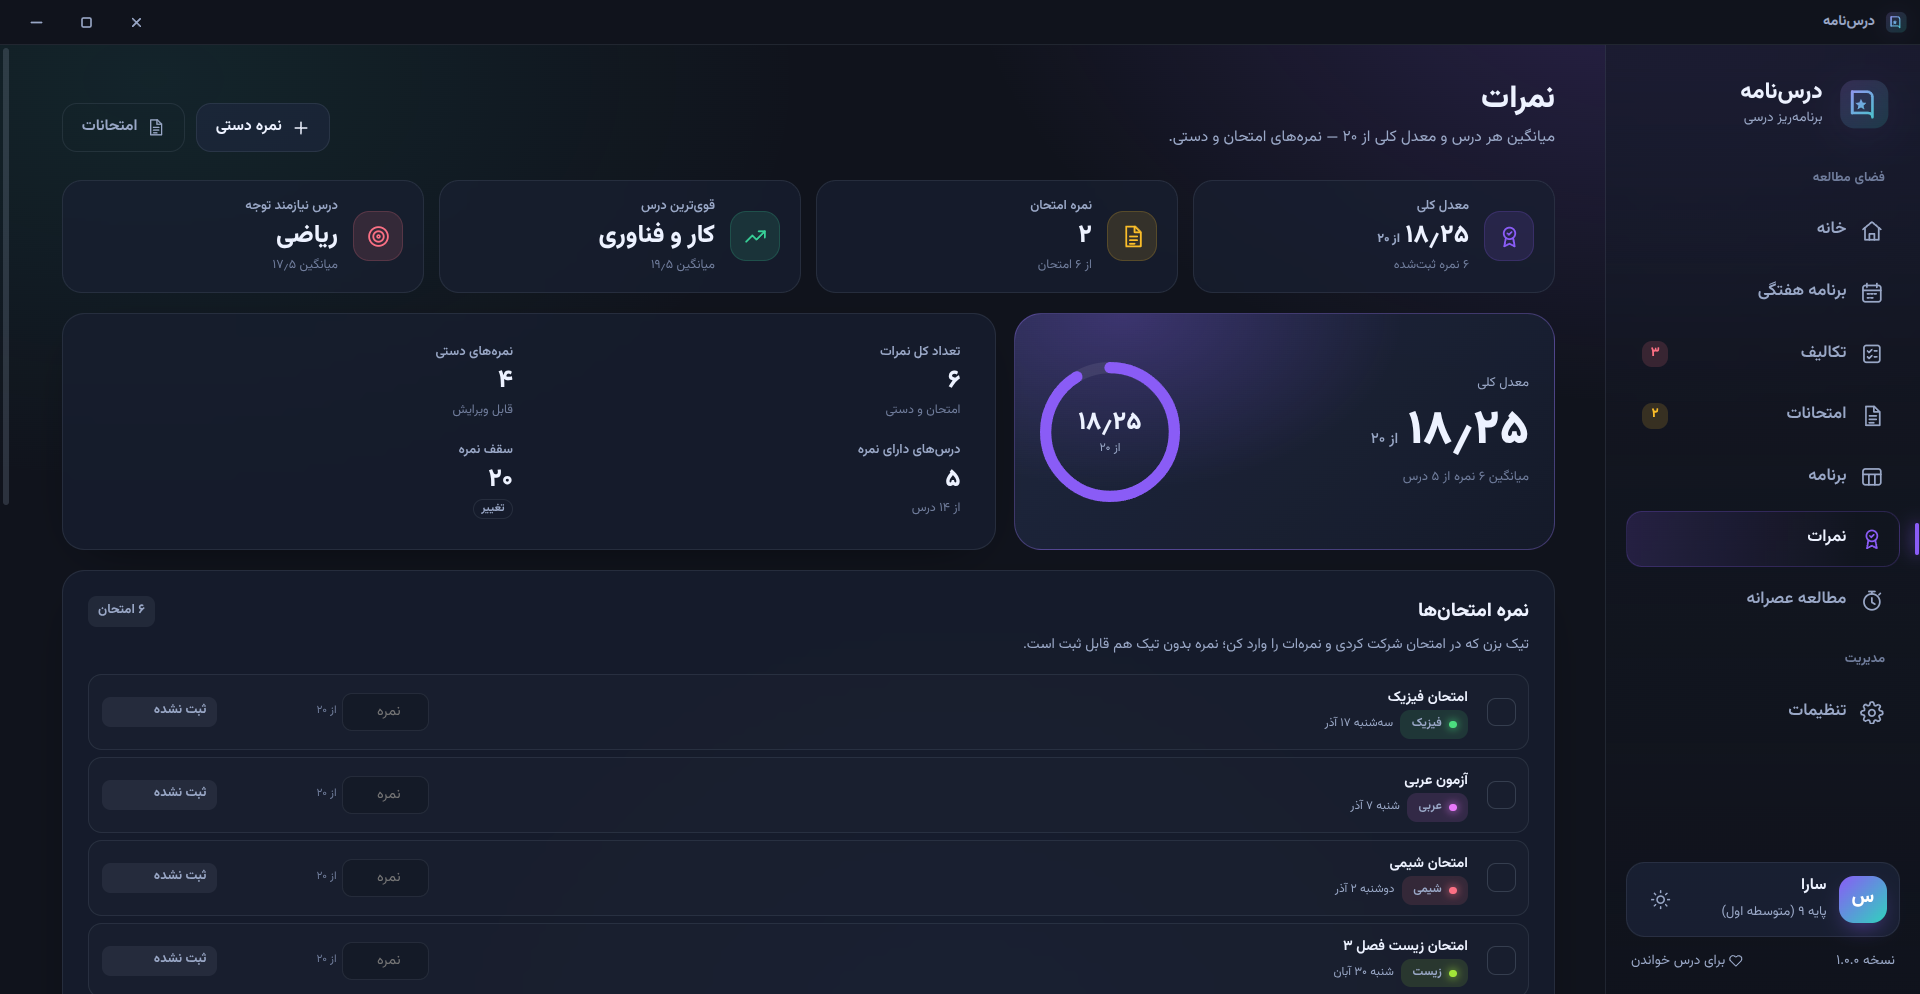 درس‌نامه
درس‌نامه
برنامه‌ریز درسی
فضای مطالعه
خانه
برنامه هفتگی
تکالیف
۳
امتحانات
۲
برنامه
نمرات
مطالعه عصرانه
مدیریت
تنظیمات
س
سارا
پایه ۹ (متوسطه اول)
نسخه ۱.۰.۰
برای درس خواندن
نمرات
میانگین هر درس و معدل کلی از ۲۰ — نمره‌های امتحان و دستی.
نمره دستی
امتحانات
معدل کلی
۱۸٫۲۵ از ۲۰
۶ نمره ثبت‌شده
نمره امتحان
۲
از ۶ امتحان
قوی‌ترین درس
کار و فناوری
میانگین ۱۹٫۵
درس نیازمند توجه
ریاضی
میانگین ۱۷٫۵
معدل کلی
۱۸٫۲۵ از ۲۰
میانگین ۶ نمره از ۵ درس
۱۸٫۲۵
از ۲۰
تعداد کل نمرات
۶
امتحان و دستی
نمره‌های دستی
۴
قابل ویرایش
درس‌های دارای نمره
۵
از ۱۴ درس
سقف نمره
۲۰
تغییر
نمره امتحان‌ها
۶ امتحان
تیک بزن که در امتحان شرکت کردی و نمره‌ات را وارد کن؛ نمره بدون تیک هم قابل ثبت است.
امتحان فیزیک
فیزیک
سه‌شنبه ۱۷ آذر
نمره
از ۲۰
ثبت نشده
آزمون عربی
عربی
شنبه ۷ آذر
نمره
از ۲۰
ثبت نشده
امتحان شیمی
شیمی
دوشنبه ۲ آذر
نمره
از ۲۰
ثبت نشده
امتحان زیست فصل ۳
زیست
شنبه ۳۰ آبان
نمره
از ۲۰
ثبت نشده